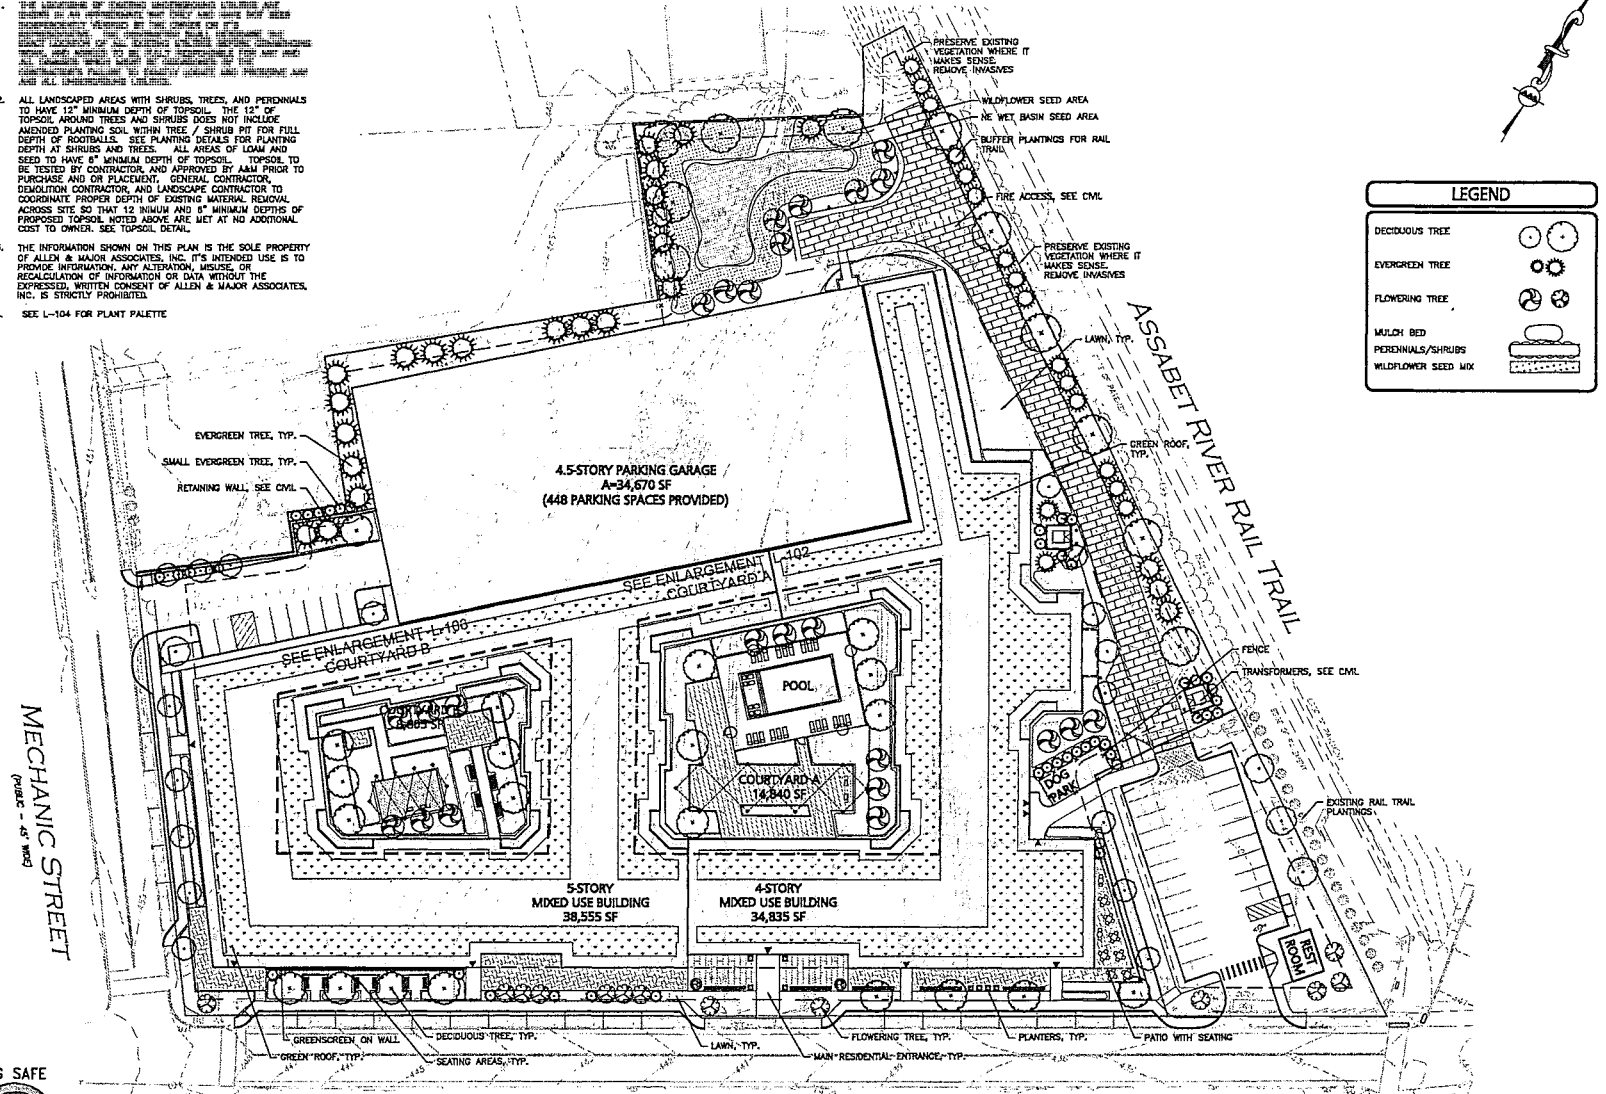 AND ALL UNDERGROUND UTILITIES.
ALL LANDSCAPED AREAS WITH SHRUBS, TREES, AND PERENNIALS
TO HAVE 12" MINIMUM DEPTH OF TOPSOIL. THE 12" OF
TOPSOIL AROUND TREES AND SHRUBS DOES NOT INCLUDE
AMENDED PLANTING SOIL WITHIN TREE / SHRUB PIT FOR FULL
DEPTH OF ROOTBALLS. SEE PLANTING DETAILS FOR PLANTING
DEPTH AT SHRUBS AND TREES. ALL AREAS OF LOAM AND
SEED TO HAVE 6" MINIMUM DEPTH OF TOPSOIL. TOPSOIL TO
BE TESTED BY CONTRACTOR, AND APPROVED BY A&M PRIOR TO
PURCHASE AND OR PLACEMENT. GENERAL CONTRACTOR,
DEMOLITION CONTRACTOR, AND LANDSCAPE CONTRACTOR TO
COORDINATE PROPER DEPTH OF EXISTING MATERIAL REMOVAL
ACROSS SITE SO THAT 12 INIMUM AND 6" MINIMUM DEPTHS OF
PROPOSED TOPSOIL NOTED ABOVE ARE MET AT NO ADDITIONAL
COST TO OWNER. SEE TOPSOIL DETAIL.
THE INFORMATION SHOWN ON THIS PLAN IS THE SOLE PROPERTY
OF ALLEN & MAJOR ASSOCIATES, INC. IT'S INTENDED USE IS TO
PROVIDE INFORMATION. ANY ALTERATION, MISUSE, OR
RECALCULATION OF INFORMATION OR DATA WITHOUT THE
EXPRESSED, WRITTEN CONSENT OF ALLEN & MAJOR ASSOCIATES,
INC. IS STRICTLY PROHIBITED.
SEE L-104 FOR PLANT PALETTE
PRESERVE EXISTING
VEGETATION WHERE IT
MAKES SENSE.
REMOVE INVASIVES
WILDFLOWER SEED AREA
NE WET BASIN SEED AREA
BUFFER PLANTINGS FOR RAIL
TRAIL
FIRE ACCESS, SEE CIVIL
PRESERVE EXISTING
VEGETATION WHERE IT
MAKES SENSE.
REMOVE INVASIVES
LEGEND
DECIDUOUS TREE
EVERGREEN TREE
FLOWERING TREE
MULCH BED
PERENNIALS/SHRUBS
WILDFLOWER SEED MIX
LAWN, TYP.
ASSABET RIVER RAIL TRAIL
GREEN ROOF,
TYP.
EVERGREEN TREE, TYP.
SMALL EVERGREEN TREE, TYP.
RETAINING WALL, SEE CIVIL
4.5-STORY PARKING GARAGE
A=34,670 SF
(448 PARKING SPACES PROVIDED)
SEE ENLARGEMENT L-102
COURTYARD A
SEE ENLARGEMENT L-103
COURTYARD B
FENCE
TRANSFORMERS, SEE CIVIL
POOL
COURTYARD A
14,840 SF
DOG
PARK
EXISTING RAIL TRAIL
PLANTINGS
MECHANIC STREET
(PUBLIC - 45' WIDE)
5-STORY
MIXED USE BUILDING
38,555 SF
4-STORY
MIXED USE BUILDING
34,835 SF
REST
ROOM
GREENSCREEN ON WALL
GREEN ROOF, TYP.
DECIDUOUS TREE, TYP.
SEATING AREAS, TYP.
LAWN, TYP.
FLOWERING TREE, TYP.
MAIN RESIDENTIAL ENTRANCE, TYP.
PLANTERS, TYP.
PATIO WITH SEATING
SAFE